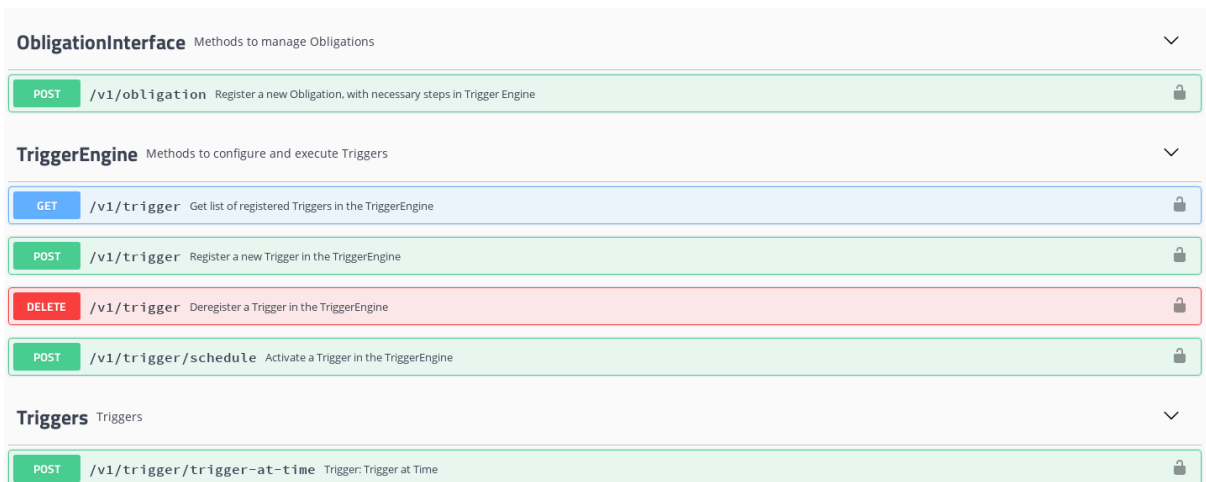 ObligationInterface Methods to manage Obligations
POST /v1/obligation Register a new Obligation, with necessary steps in Trigger Engine
TriggerEngine Methods to configure and execute Triggers
GET /v1/trigger Get list of registered Triggers in the TriggerEngine
POST /v1/trigger Register a new Trigger in the TriggerEngine
DELETE /v1/trigger Deregister a Trigger in the TriggerEngine
POST /v1/trigger/schedule Activate a Trigger in the TriggerEngine
Triggers Triggers
POST /v1/trigger/trigger-at-time Trigger: Trigger at Time